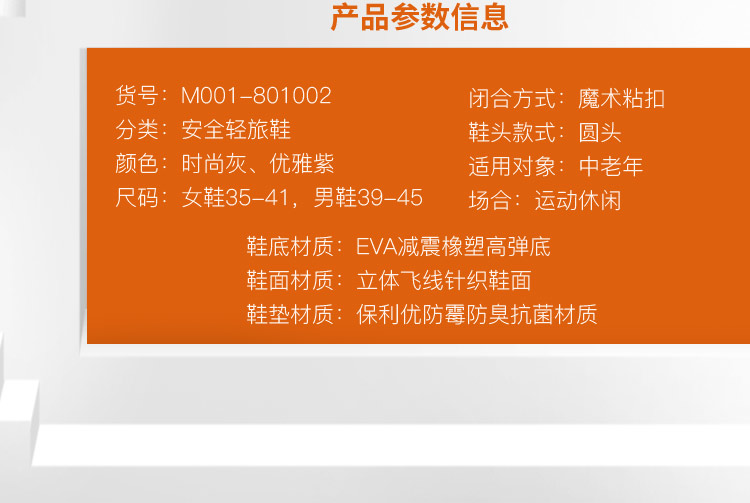 产品参数信息
货号：M001-801002
分类：安全轻旅鞋
颜色：时尚灰、优雅紫
尺码：女鞋35-41，男鞋39-45
闭合方式：魔术粘扣
鞋头款式：圆头
适用对象：中老年
场合：运动休闲
鞋底材质：EVA减震橡塑高弹底
鞋面材质：立体飞线针织鞋面
鞋垫材质：保利优防霉防臭抗菌材质